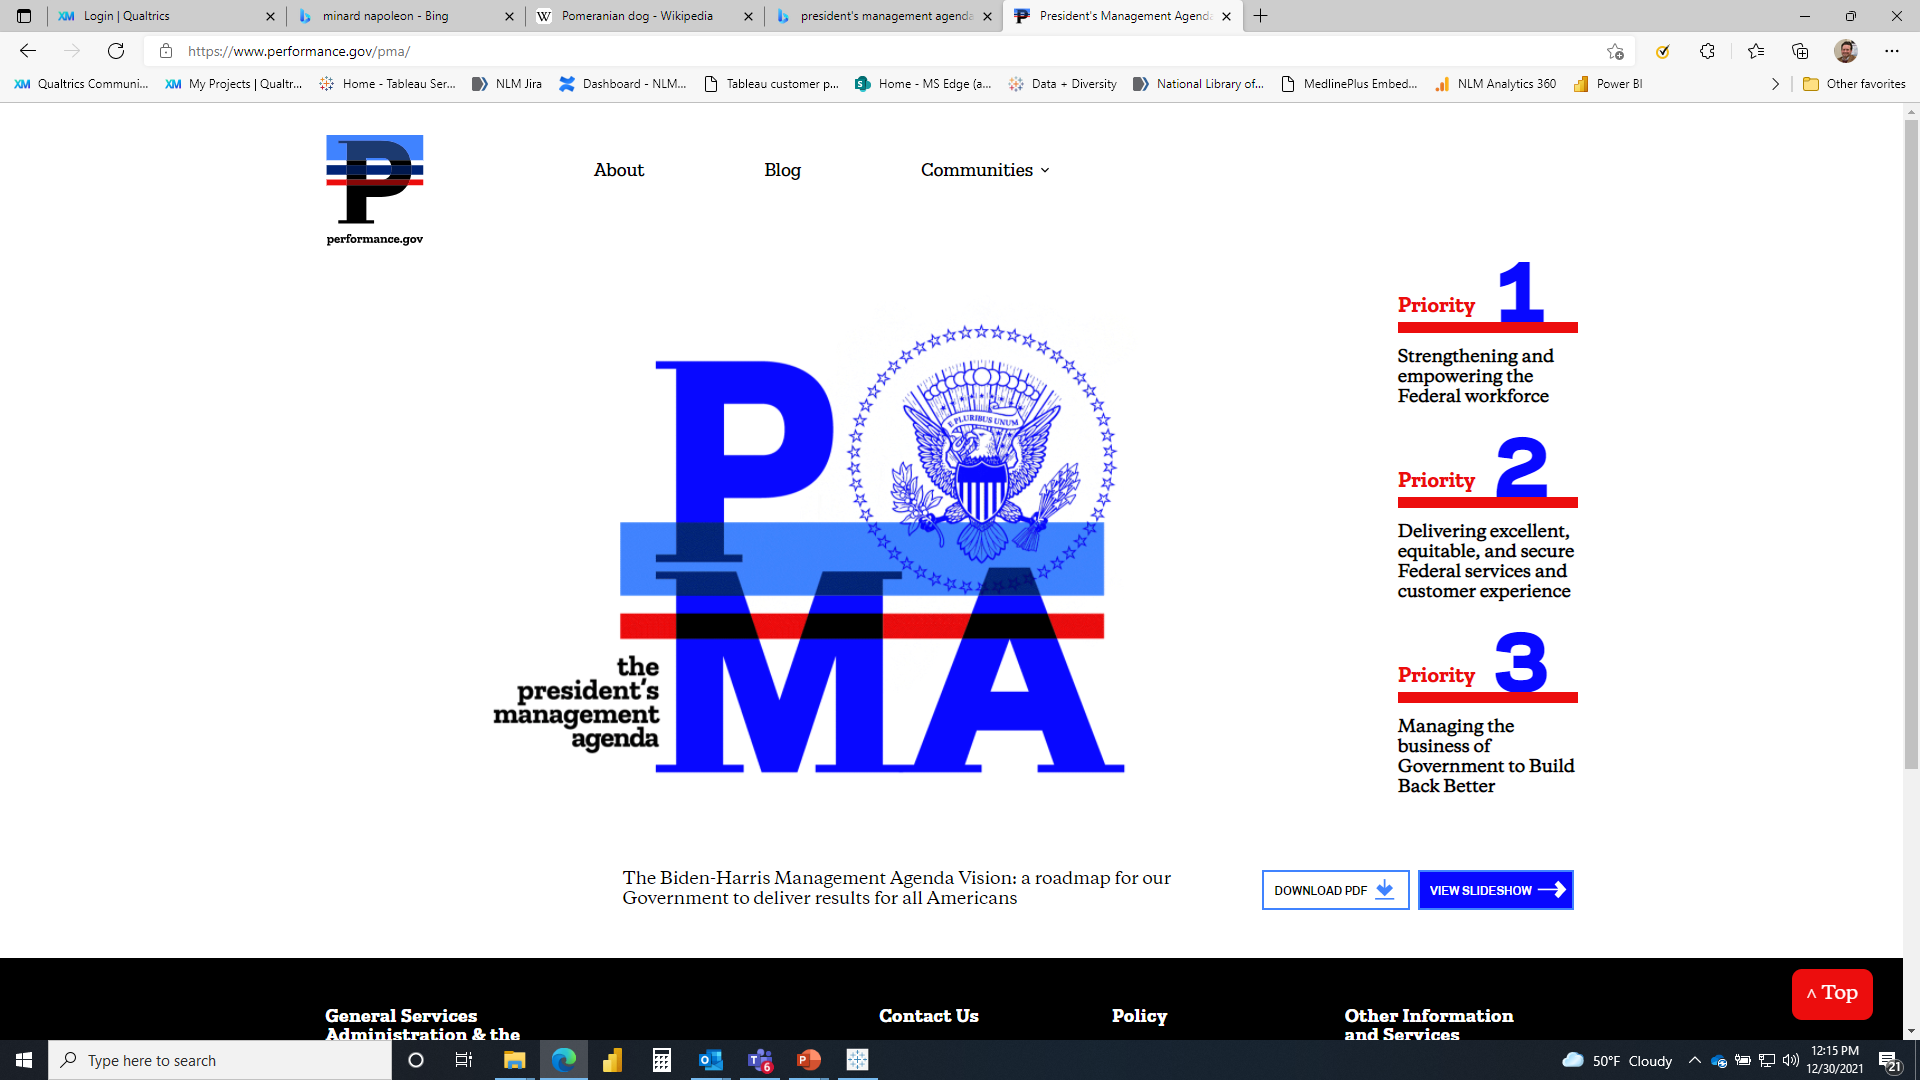 Login | Qualtrics
minard napoleon - Bing
Pomeranian dog - Wikipedia
president's management agenda
President's Management Agenda
https://www.performance.gov/pma/
Qualtrics Communi...
My Projects | Qualtr...
Home - Tableau Ser...
NLM Jira
Dashboard - NLM...
Tableau customer p...
Home - MS Edge (a...
Data + Diversity
National Library of...
MedlinePlus Embed...
NLM Analytics 360
Power BI
Other favorites
P
performance.gov
About
Blog
Communities
P
E PLURIBUS UNUM
MA
the
president's
management
agenda
Priority 1
Strengthening and
empowering the
Federal workforce
Priority 2
Delivering excellent,
equitable, and secure
Federal services and
customer experience
Priority 3
Managing the
business of
Government to Build
Back Better
The Biden-Harris Management Agenda Vision: a roadmap for our
Government to deliver results for all Americans
DOWNLOAD PDF
VIEW SLIDESHOW
^ Top
General Services
Administration & the
Contact Us
Policy
Other Information
and Services
Type here to search
6
50°F Cloudy
12:15 PM
12/30/2021
21